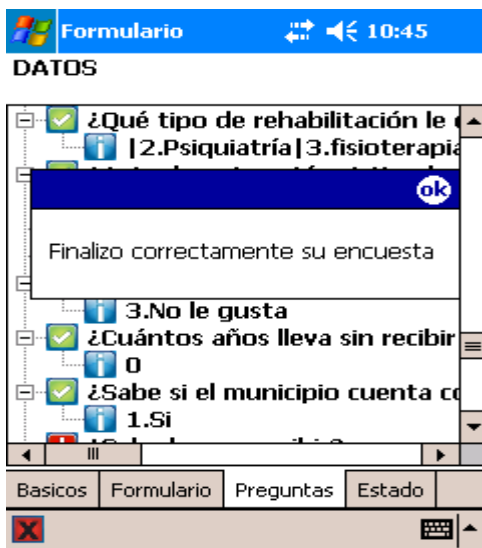 Formulario 10:45
DATOS
¿Qué tipo de rehabilitación le
|2.Psiquiatría|3.fisioterapia
ok
Finalizo correctamente su encuesta
3.No le gusta
¿Cuántos años lleva sin recibir
0
¿Sabe si el municipio cuenta
1.Si
Basicos Formulario Preguntas Estado